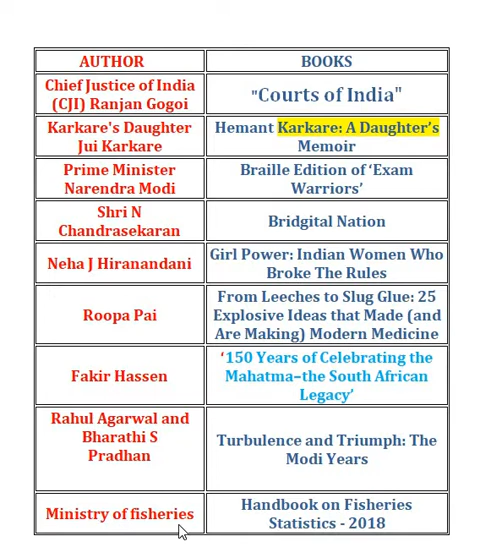 AUTHOR BOOKS
Chief Justice of India
(CJI) Ranjan Gogoi
"Courts of India"
Karkare's Daughter
Jui Karkare
Hemant Karkare: A Daughter’s
Memoir
Prime Minister
Narendra Modi
Braille Edition of ‘Exam
Warriors’
Shri N
Chandrasekaran
Bridgital Nation
Neha J Hiranandani
Girl Power: Indian Women Who
Broke The Rules
Roopa Pai
From Leeches to Slug Glue: 25
Explosive Ideas that Made (and
Are Making) Modern Medicine
Fakir Hassen
‘150 Years of Celebrating the
Mahatma–the South African
Legacy’
Rahul Agarwal and
Bharathi S
Pradhan
Turbulence and Triumph: The
Modi Years
Ministry of fisheries
Handbook on Fisheries
Statistics - 2018